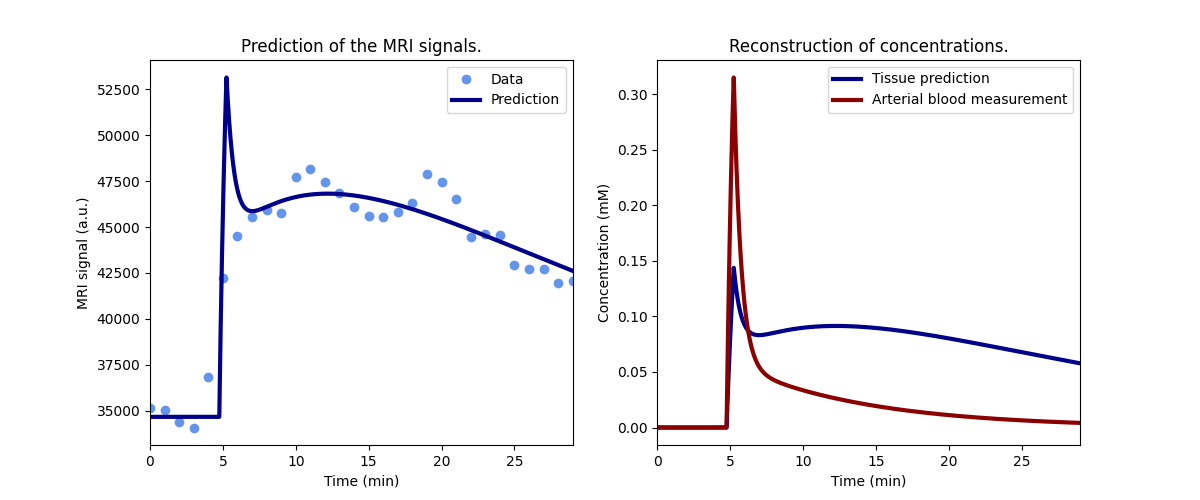 Prediction of the MRI signals.
52500
50000
47500
45000
42500
40000
37500
35000
MRI signal (a.u.)
Data
Prediction
0
5
10
15
20
25
Time (min)
Reconstruction of concentrations.
0.30
0.25
0.20
0.15
0.10
0.05
0.00
Concentration (mM)
Tissue prediction
Arterial blood measurement
0
5
10
15
20
25
Time (min)